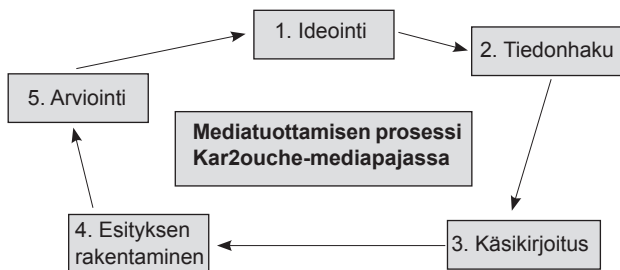 1. Ideointi
2. Tiedonhaku
5. Arviointi
Mediatuottamisen prosessi
Kar2ouche-mediapajassa
4. Esityksen
rakentaminen
3. Käsikirjoitus